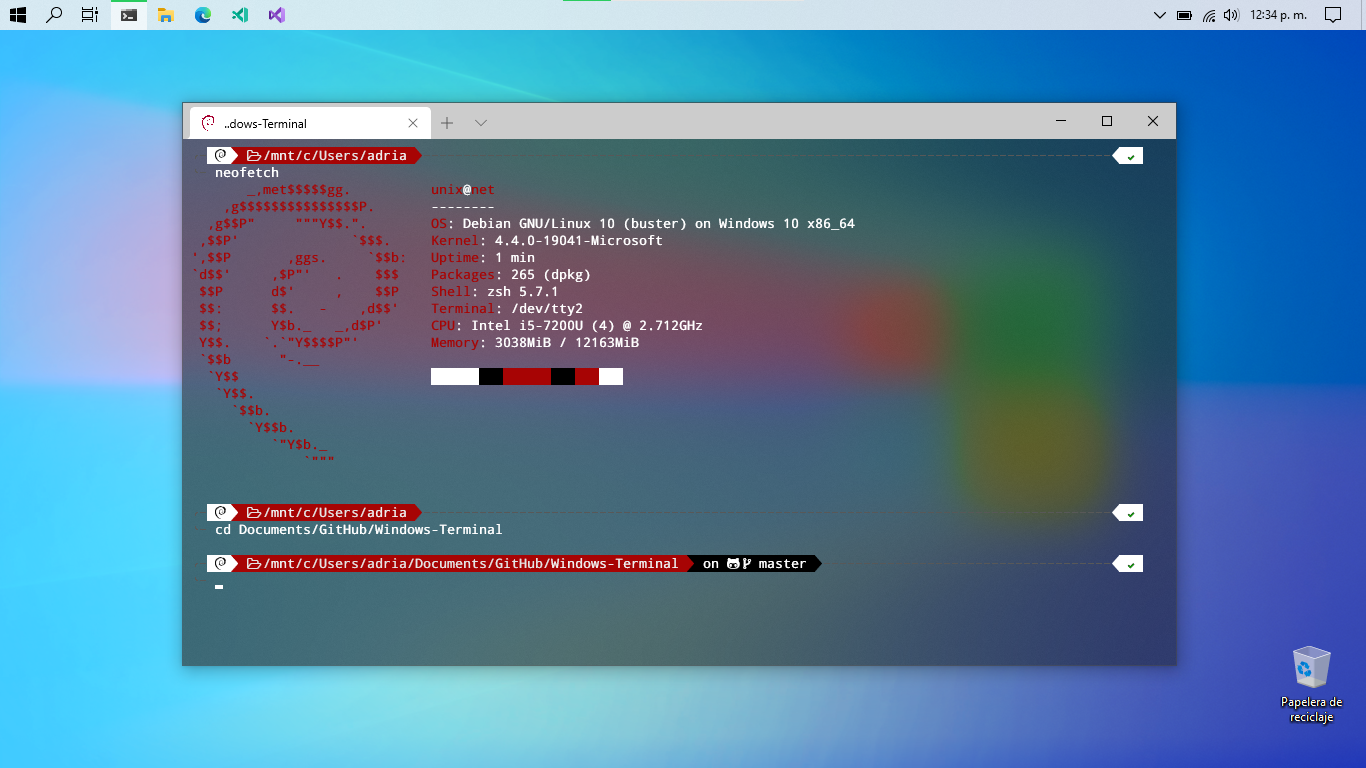 12:34 p. m.
..dows-Terminal
/mnt/c/Users/adria
neofetch
_,met$$$$$gg. unix@net
,g$$$$$$$$$$$$$$$P. --------
,g$$P" """Y$$.". OS: Debian GNU/Linux 10 (buster) on Windows 10 x86_64
,$$P' `$$$. Kernel: 4.4.0-19041-Microsoft
',$$P ,ggs. `$$b: Uptime: 1 min
`d$$' ,$P"' . $$$ Packages: 265 (dpkg)
$$P d$' , $$P Shell: zsh 5.7.1
$$: $$. - ,d$$' Terminal: /dev/tty2
$$; Y$b._ _,d$P' CPU: Intel i5-7200U (4) @ 2.712GHz
Y$$. `.`"Y$$$$P"' Memory: 3038MiB / 12163MiB
`$$b "-.__
`Y$$
`Y$$.
`$$b.
`Y$$b.
`"Y$b._
`"""
/mnt/c/Users/adria
cd Documents/GitHub/Windows-Terminal
/mnt/c/Users/adria/Documents/GitHub/Windows-Terminal on master
Papelera de
reciclaje